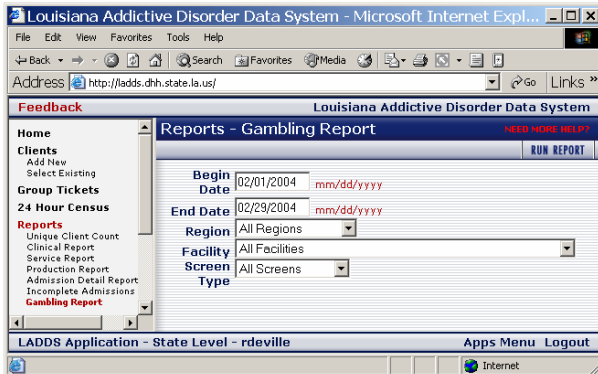 Louisiana Addictive Disorder Data System - Microsoft Internet Expl...
File Edit View Favorites Tools Help
Back Search Favorites Media
Address http://ladds.dhh.state.la.us/ Go Links »
Feedback Louisiana Addictive Disorder Data System
Home
Clients
Add New
Select Existing
Group Tickets
24 Hour Census
Reports
Unique Client Count
Clinical Report
Service Report
Production Report
Admission Detail Report
Incomplete Admissions
Gambling Report
Reports - Gambling Report NEED MORE HELP?
RUN REPORT
Begin Date 02/01/2004 mm/dd/yyyy
End Date 02/29/2004 mm/dd/yyyy
Region All Regions
Facility All Facilities
Screen Type All Screens
LADDS Application - State Level - rdeville Apps Menu Logout
Internet